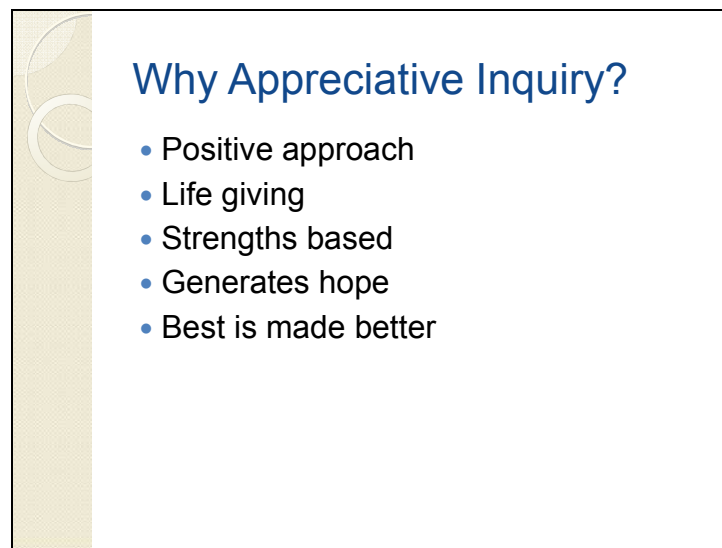 Why Appreciative Inquiry?
• Positive approach
• Life giving
• Strengths based
• Generates hope
• Best is made better